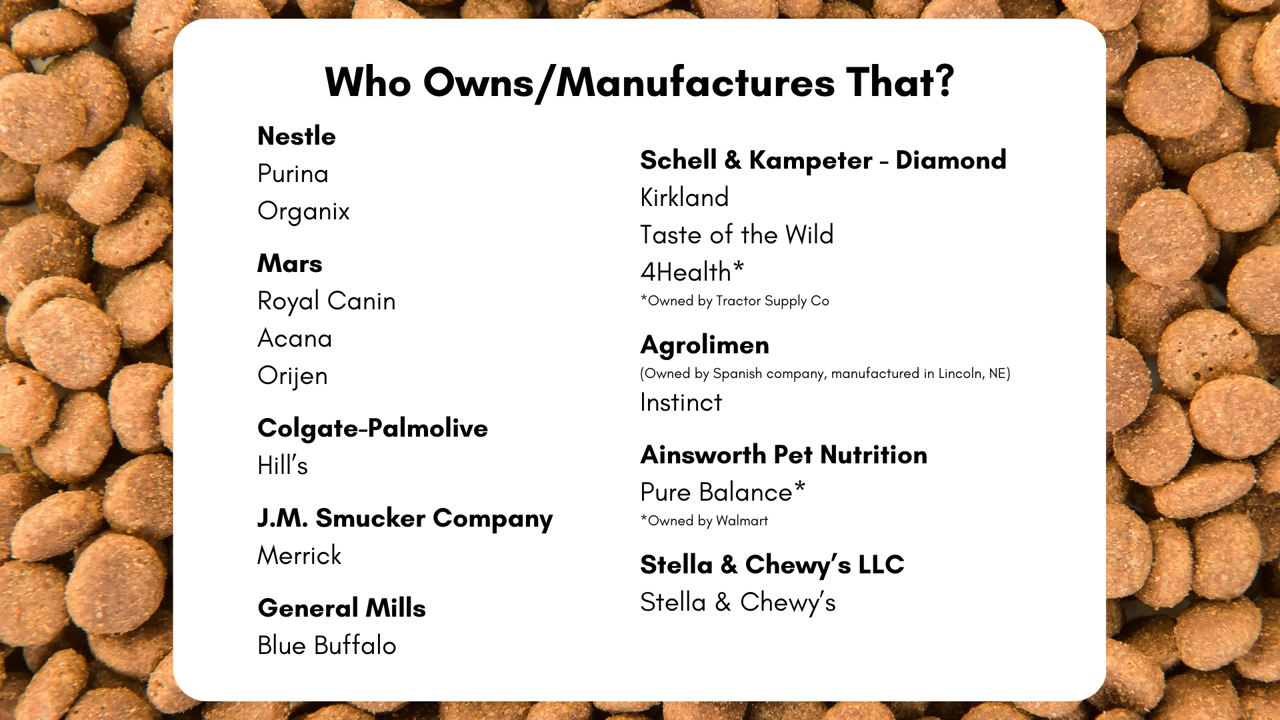 Who Owns/Manufactures That?
Nestle
Purina
Organix
Mars
Royal Canin
Acana
Orijen
Colgate-Palmolive
Hill's
J.M. Smucker Company
Merrick
General Mills
Blue Buffalo
Schell & Kampeter - Diamond
Kirkland
Taste of the Wild
4Health*
*Owned by Tractor Supply Co
Agrolimen
(Owned by Spanish company, manufactured in Lincoln, NE)
Instinct
Ainsworth Pet Nutrition
Pure Balance*
*Owned by Walmart
Stella & Chewy's LLC
Stella & Chewy's